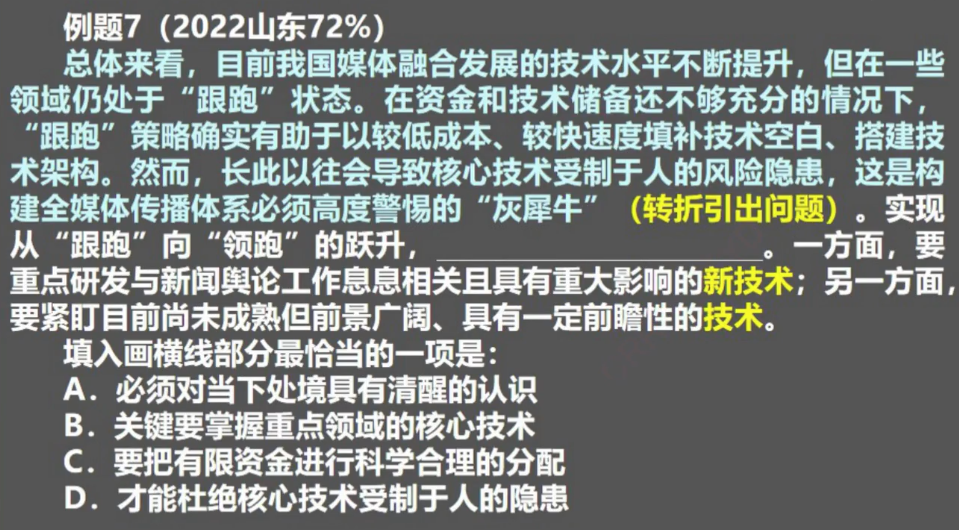 例题7（2022山东72%）
总体来看，目前我国媒体融合发展的技术水平不断提升，但在一些
领域仍处于“跟跑”状态。在资金和技术储备还不够充分的情况下，
“跟跑”策略确实有助于以较低成本、较快速度填补技术空白、搭建技
术架构。然而，长此以往会导致核心技术受制于人的风险隐患，这是构
建全媒体传播体系必须高度警惕的“灰犀牛”（转折引出问题）。实现
从“跟跑”向“领跑”的跃升，____________________。一方面，要
重点研发与新闻舆论工作息息相关且具有重大影响的新技术；另一方面，
要紧盯目前尚未成熟但前景广阔、具有一定前瞻性的技术。
填入画横线部分最恰当的一项是：
A．必须对当下处境具有清醒的认识
B．关键要掌握重点领域的核心技术
C．要把有限资金进行科学合理的分配
D．才能杜绝核心技术受制于人的隐患